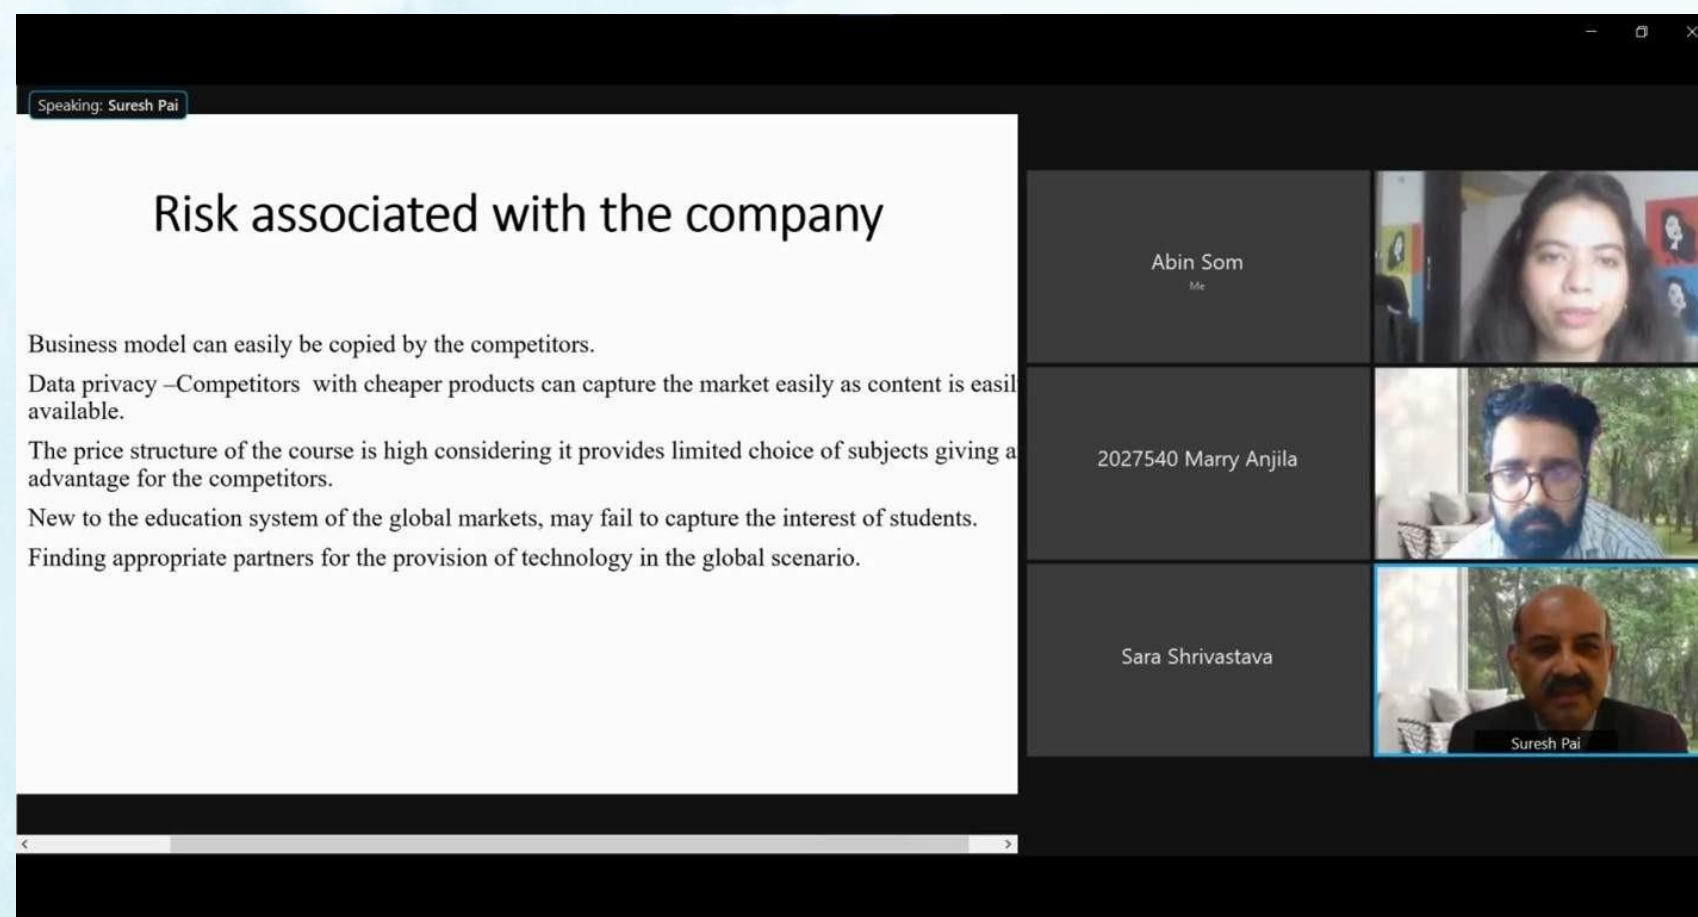 Speaking: Suresh Pai
Risk associated with the company
Business model can easily be copied by the competitors.
Data privacy –Competitors with cheaper products can capture the market easily as content is easil
available.
The price structure of the course is high considering it provides limited choice of subjects giving a
advantage for the competitors.
New to the education system of the global markets, may fail to capture the interest of students.
Finding appropriate partners for the provision of technology in the global scenario.
Abin Som
Me
2027540 Marry Anjila
Sara Shrivastava
Suresh Pai